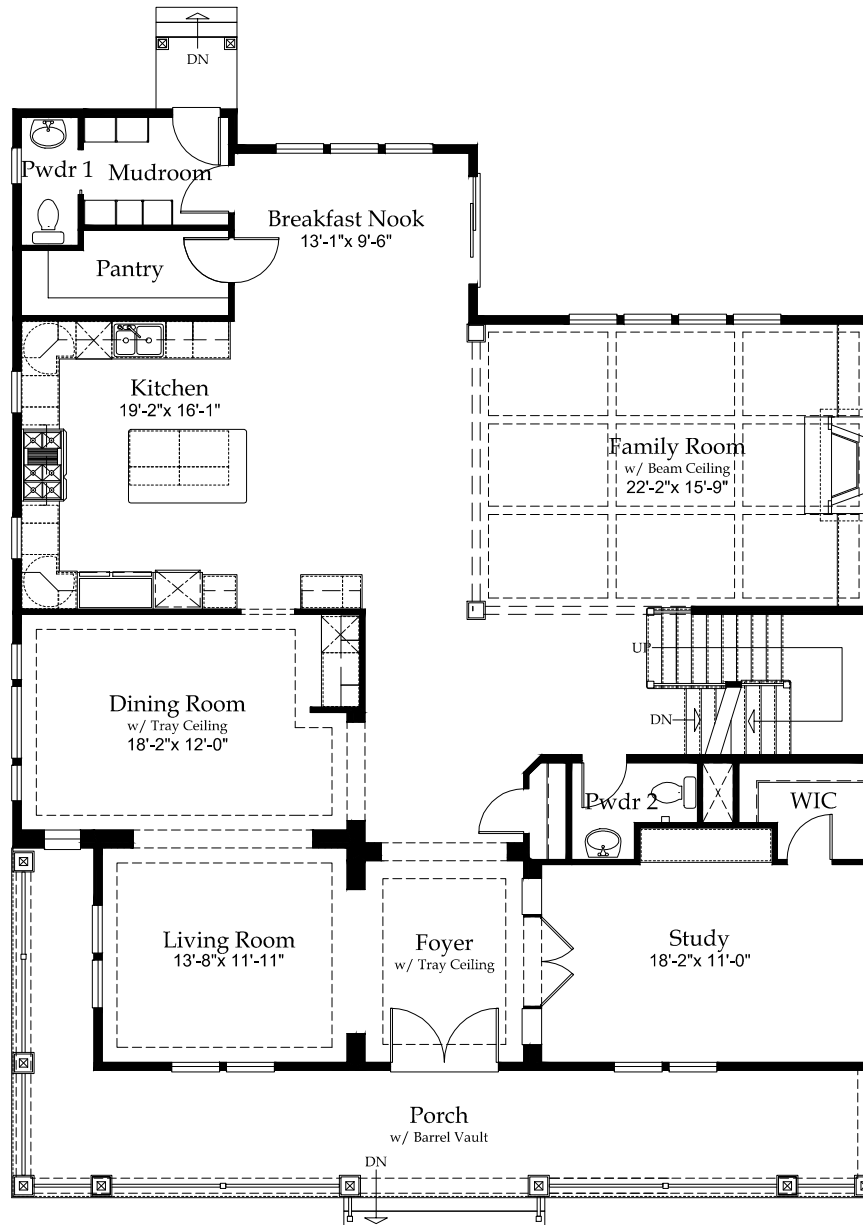 DN
Pwdr 1
Mudroom
Breakfast Nook
13'-1"x 9'-6"
Pantry
Kitchen
19'-2"x 16'-1"
Family Room
w/ Beam Ceiling
22'-2"x 15'-9"
UP
Dining Room
w/ Tray Ceiling
18'-2"x 12'-0"
DN
Pwdr 2
WIC
Living Room
13'-8"x 11'-11"
Foyer
w/ Tray Ceiling
Study
18'-2"x 11'-0"
Porch
w/ Barrel Vault
DN